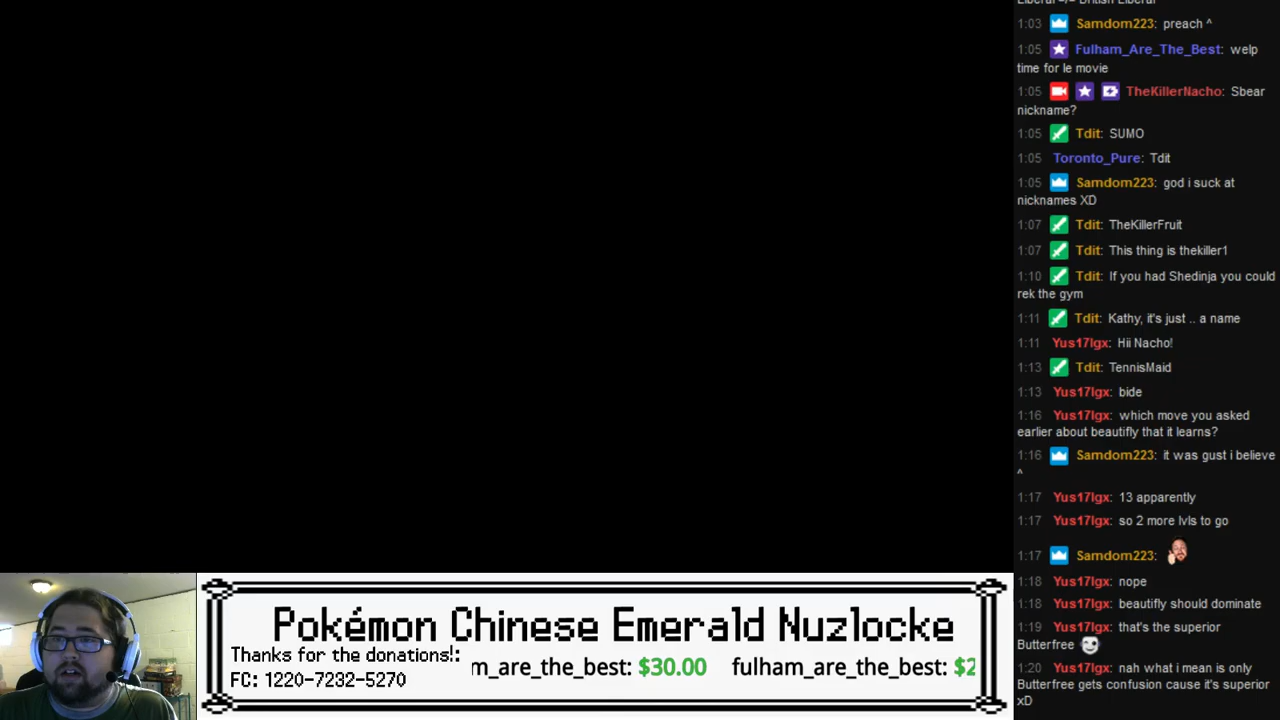 Liberal =/= British Liberal
1:03 Samdom223: preach ^
1:05 Fulham_Are_The_Best: welp
time for le movie
1:05 TheKillerNacho: Sbear
nickname?
1:05 Tdit: SUMO
1:05 Toronto_Pure: Tdit
1:05 Samdom223: god i suck at
nicknames XD
1:07 Tdit: TheKillerFruit
1:07 Tdit: This thing is thekiller1
1:10 Tdit: If you had Shedinja you could
rek the gym
1:11 Tdit: Kathy, it's just .. a name
1:11 Yus17lgx: Hii Nacho!
1:13 Tdit: TennisMaid
1:13 Yus17lgx: bide
1:16 Yus17lgx: which move you asked
earlier about beautifly that it learns?
1:16 Samdom223: it was gust i believe
^
1:17 Yus17lgx: 13 apparently
1:17 Yus17lgx: so 2 more lvls to go
1:17 Samdom223:
1:18 Yus17lgx: nope
1:18 Yus17lgx: beautifly should dominate
1:19 Yus17lgx: that's the superior
Butterfree
1:20 Yus17lgx: nah what i mean is only
Butterfree gets confusion cause it's superior
xD
Pokémon Chinese Emerald Nuzlocke
Thanks for the donations!:
m_are_the_best: $30.00 fulham_are_the_best: $2
FC: 1220-7232-5270